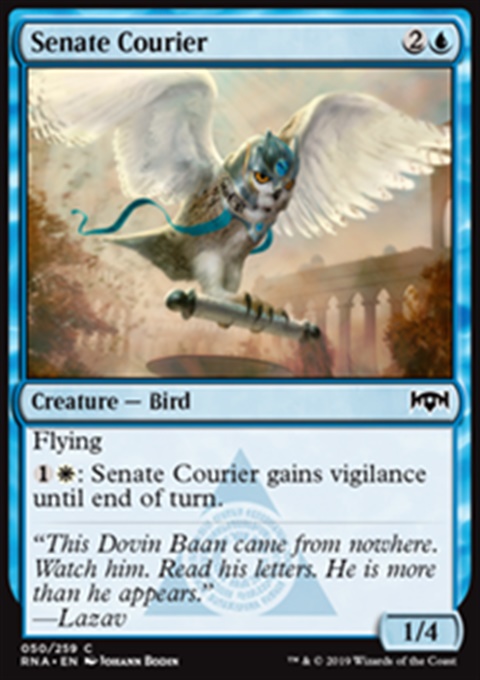 Senate Courier 2
Creature — Bird
Flying
1: Senate Courier gains vigilance
until end of turn.
“This Dovin Baan came from nowhere.
Watch him. Read his letters. He is more
than he appears.”
—Lazav
1/4
050/259 C
RNA • EN Johann Bodin
™ & © 2019 Wizards of the Coast